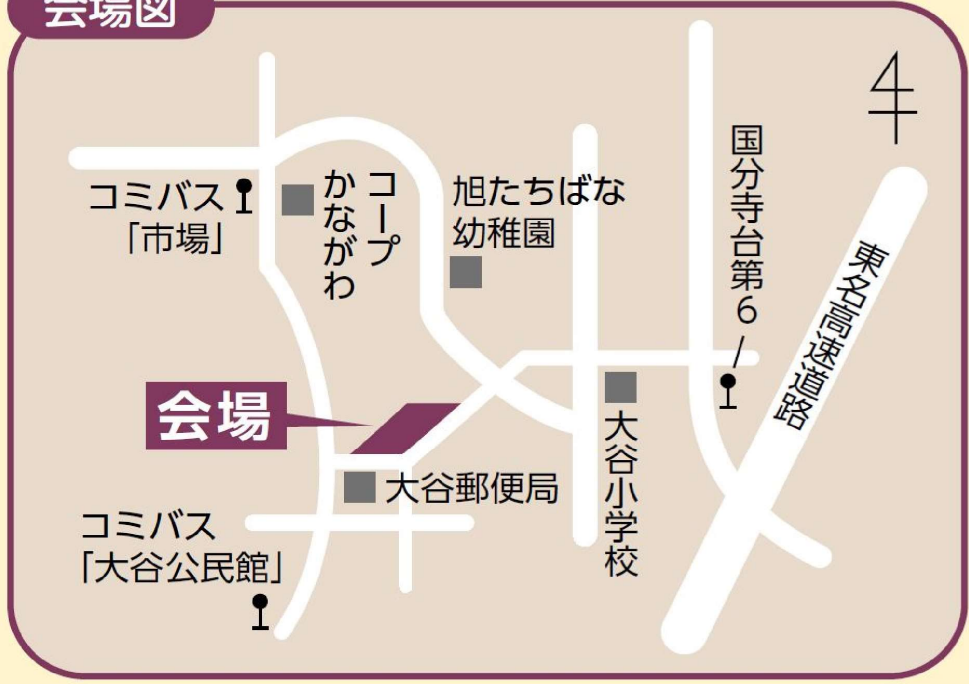 会場図
コミバス
「市場」
コープ
かながわ
旭たちばな
幼稚園
国分寺台第6
東名高速道路
会場
大谷郵便局
大谷小学校
コミバス
「大谷公民館」